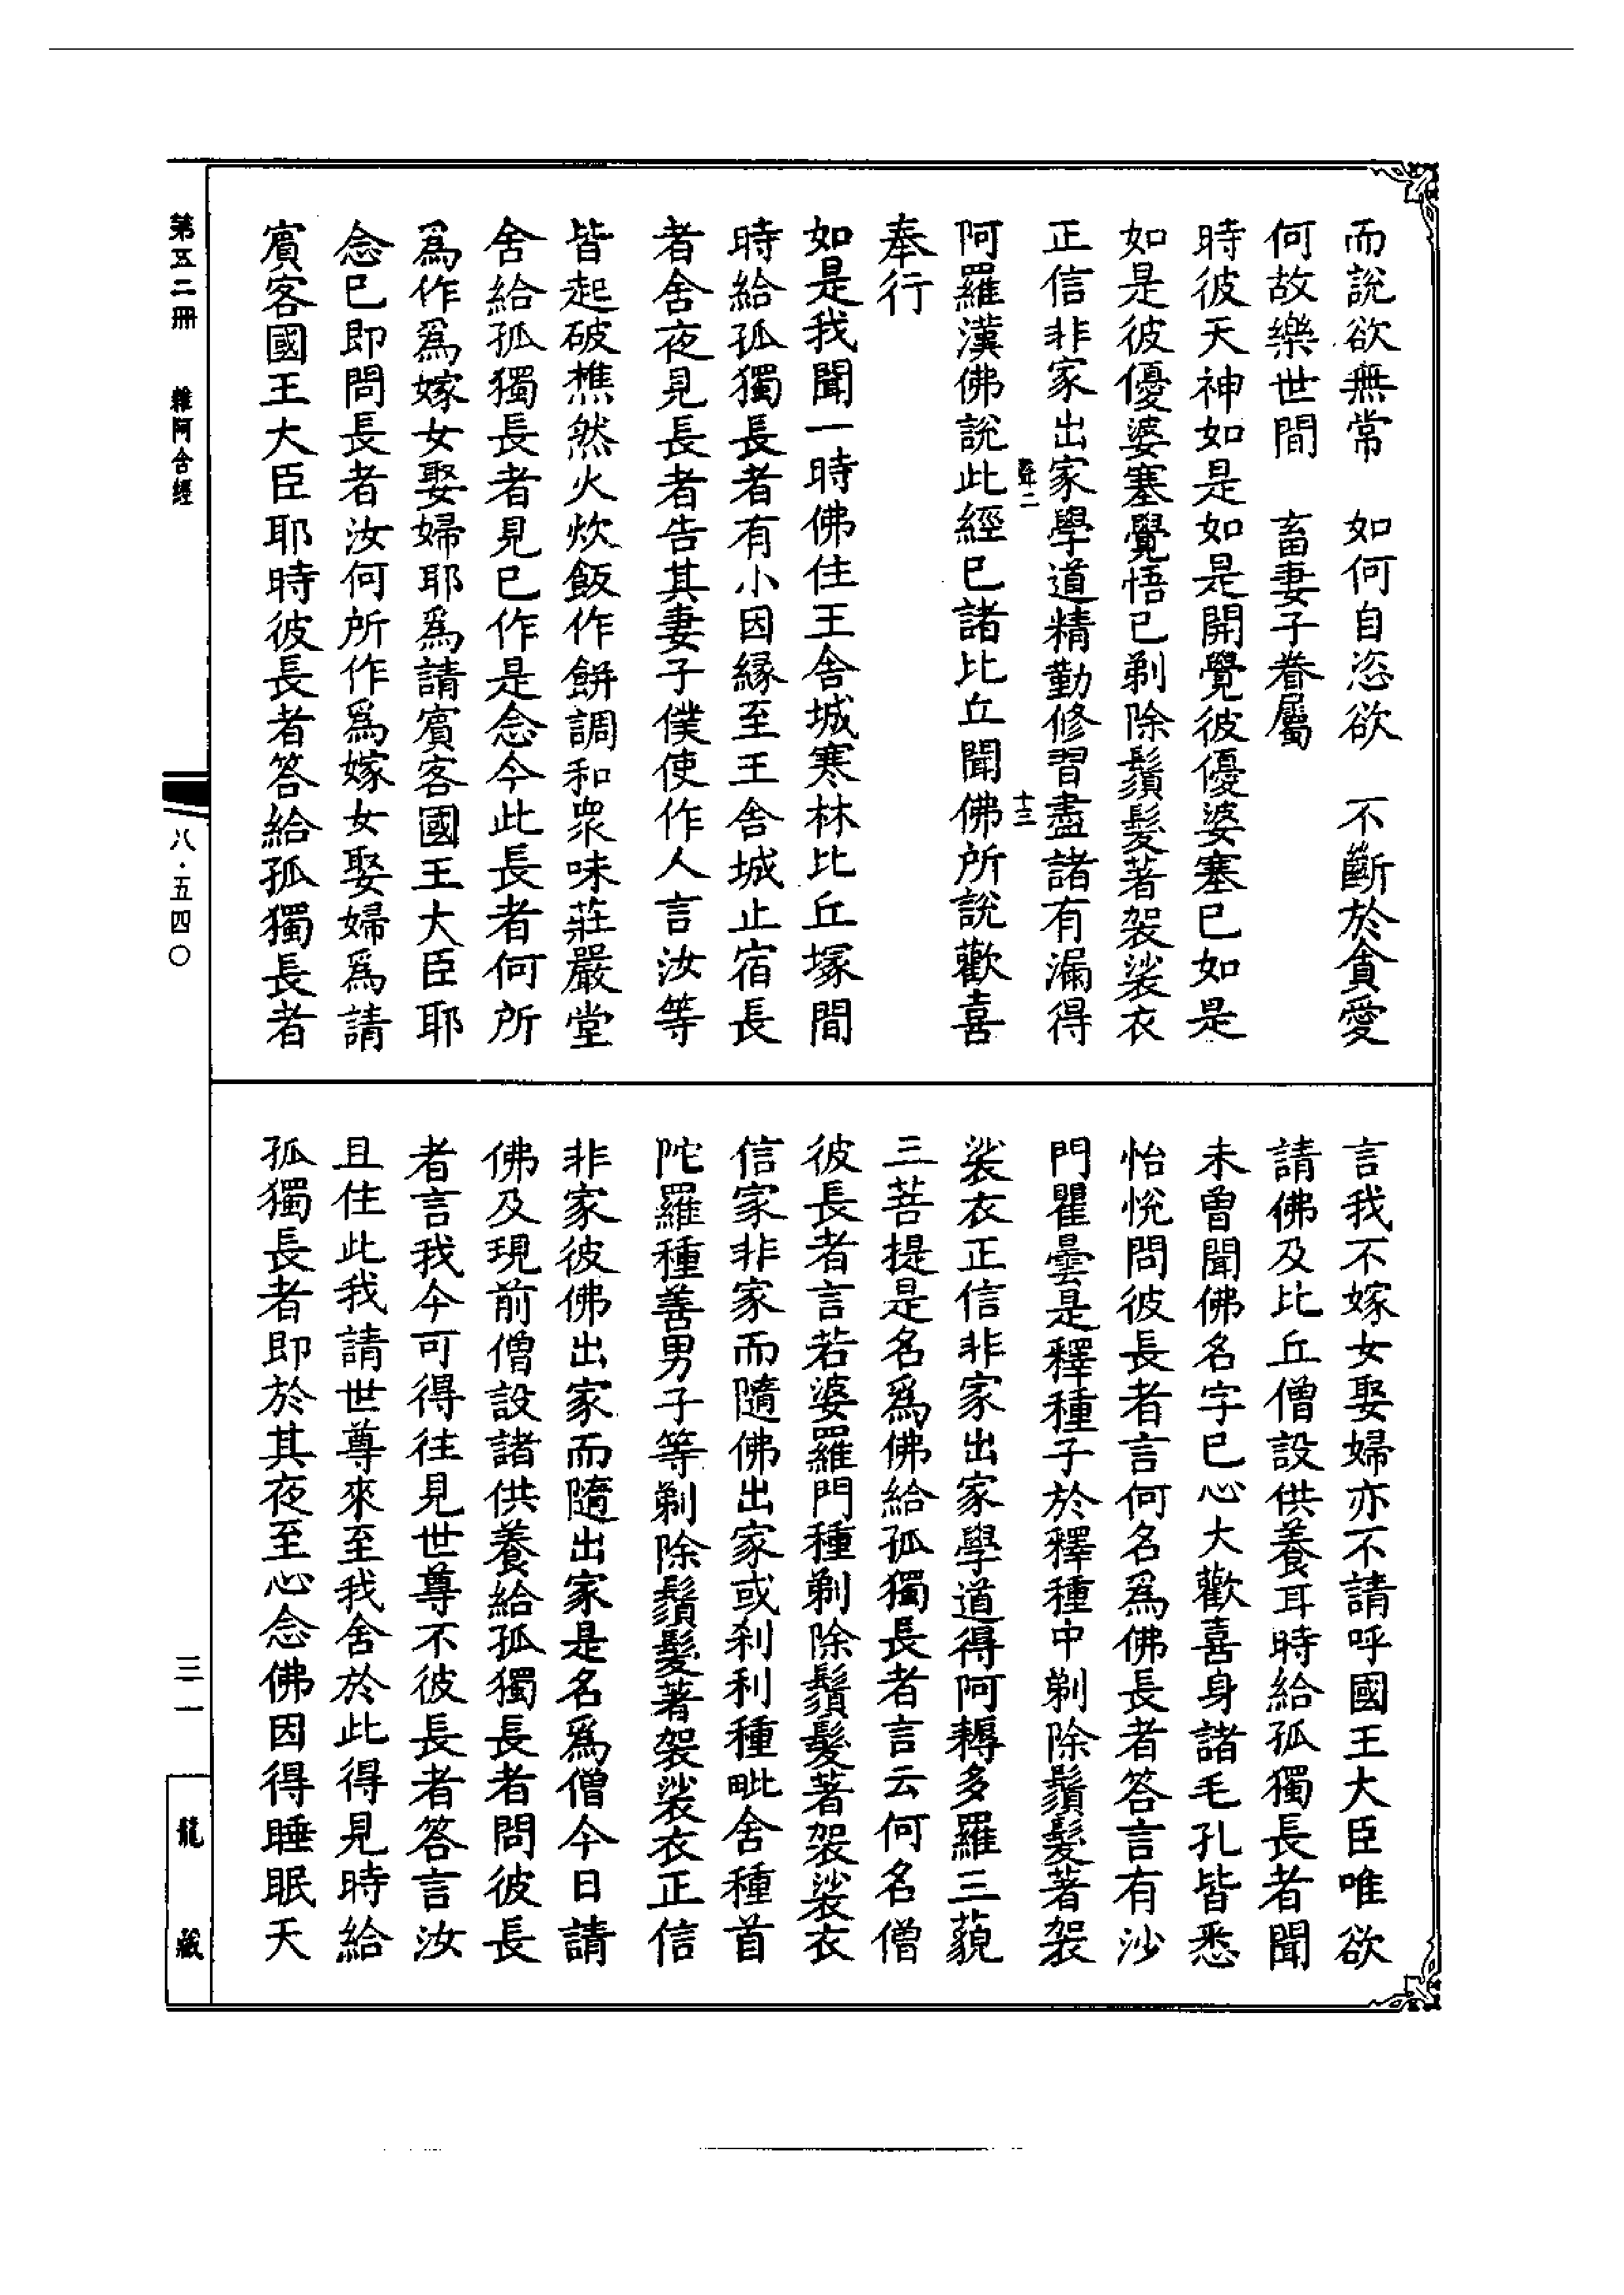 而說欲無常　如何自恣欲　不斷於貪愛
何故樂世間　畜妻子眷屬
時彼天神如是如是開覺彼優婆塞已如是
如是彼優婆塞覺悟已剃除鬚髮著袈裟衣
正信非家出家學道精勤修習盡諸有漏得
十三
阿羅漢佛說此經已諸比丘聞佛所說歡喜
奉行
如是我聞一時佛住王舍城寒林比丘塚間
時給孤獨長者有小因緣至王舍城止宿長
者舍夜見長者告其妻子僕使作人言汝等
皆起破樵然火炊飯作餅調和衆味莊嚴堂
舍給孤獨長者見已作是念今此長者何所
爲作爲嫁女娶婦耶爲請賓客國王大臣耶
念已即問長者汝何所作爲嫁女娶婦爲請
賓客國王大臣耶時彼長者答給孤獨長者
言我不嫁女娶婦亦不請呼國王大臣唯欲
請佛及比丘僧設供養耳時給孤獨長者聞
未曾聞佛名字已心大歡喜身諸毛孔皆悉
怡悅問彼長者言何名爲佛長者答言有沙
門瞿曇是釋種子於釋種中剃除鬚髮著袈
裟衣正信非家出家學道得阿耨多羅三藐
三菩提是名爲佛給孤獨長者言云何名僧
彼長者言若婆羅門種剃除鬚髮著袈裟衣
信家非家而隨佛出家或刹利種毗舍種首
陀羅種善男子等剃除鬚髮著袈裟衣正信
非家彼佛出家而隨出家是名爲僧今日請
佛及現前僧設諸供養給孤獨長者問彼長
者言我今可得往見世尊不彼長者答言汝
且住此我請世尊來至我舍於此得見時給
孤獨長者即於其夜至心念佛因得睡眠天
第五二冊　雜阿含經
八·五四〇
三一
龍藏